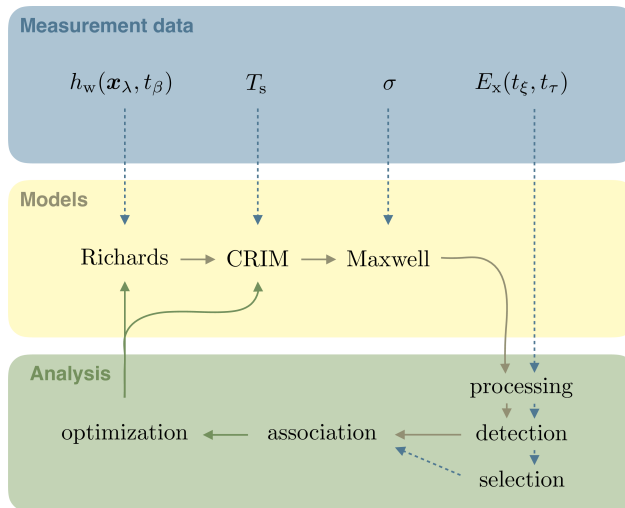 Measurement data
h_w(x_λ, t_β) T_s σ E_x(t_ξ, t_τ)
Models
Richards CRIM Maxwell
Analysis
processing
optimization association detection
selection